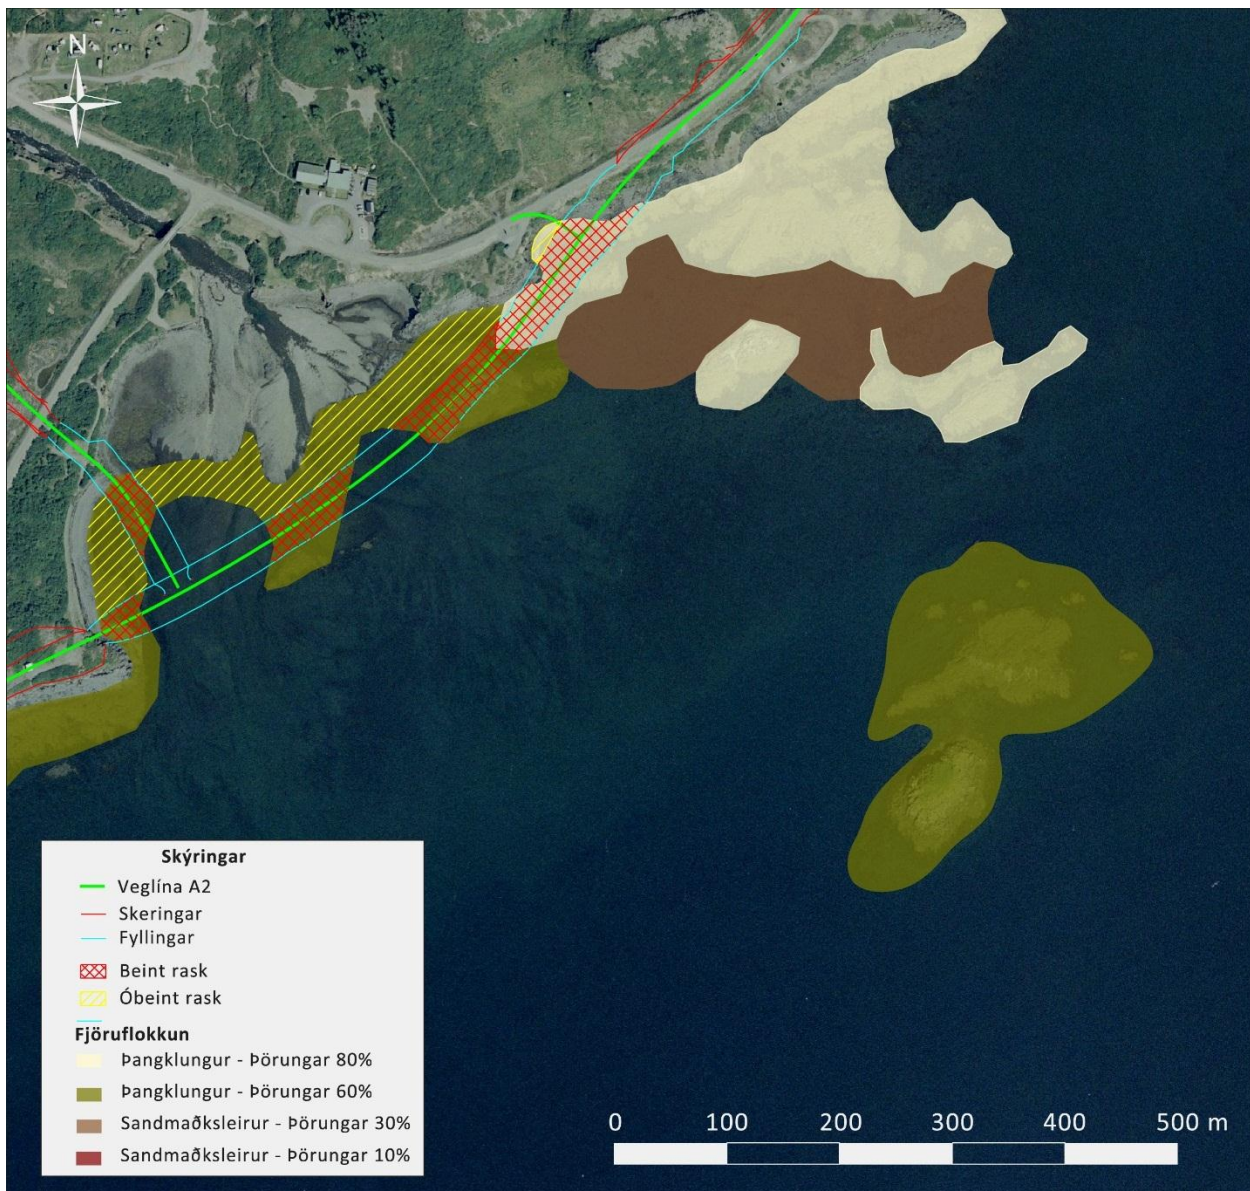 N
Skýringar
Veglína A2
Skeringar
Fyllingar
Beint rask
Óbeint rask
Fjöruflokkun
Þangklungur - Þörungar 80%
Þangklungur - Þörungar 60%
Sandmaðksleirur - Þörungar 30%
Sandmaðksleirur - Þörungar 10%
0 100 200 300 400 500 m